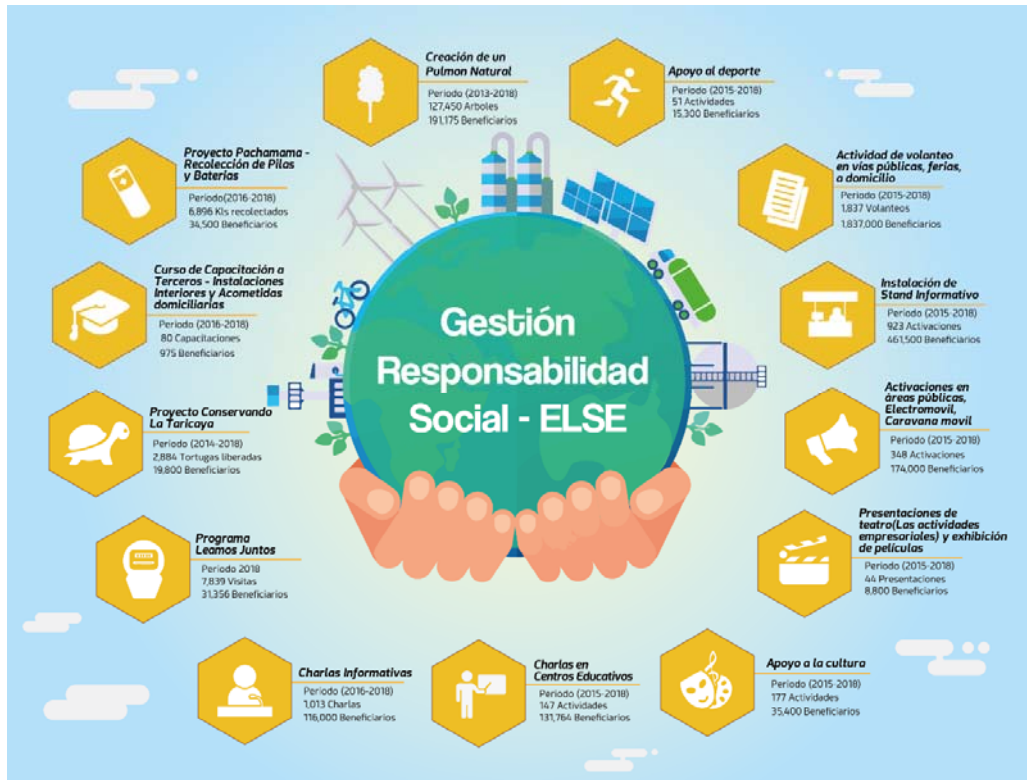 Creación de un
Pulmon Natural
Periodo (2013-2018)
127,450 Arboles
191,175 Beneficiarios
Apoyo al deporte
Periodo (2015-2018)
51 Actividades
15,300 Beneficiarios
Proyecto Pachamama -
Recolección de Pilas
y Baterias
Periodo(2016-2018)
6,896 Kls recolectados
34,500 Beneficiarios
Actividad de volanteo
en vías públicas, ferias,
a domicilio
Periodo (2015-2018)
1,837 Volanteos
1,837,000 Beneficiarios
Curso de Capacitación a
Terceros - Instalaciones
Interiores y Acometidas
domiciliarias
Periodo (2016-2018)
80 Capacitaciones
975 Beneficiarios
Instalación de
Stand Informativo
Periodo (2015-2018)
923 Activaciones
461,500 Beneficiarios
Gestión
Responsabilidad
Social - ELSE
Proyecto Conservando
La Taricaya
Periodo (2014-2018)
2,884 Tortugas liberadas
19,800 Beneficiarios
Activaciones en
áreas públicas,
Electromovil,
Caravana movil
Periodo (2015-2018)
348 Activaciones
174,000 Beneficiarios
Programa
Leamos Juntos
Periodo 2018
7,839 Visitas
31,356 Beneficiarios
Presentaciones de
teatro(Las actividades
empresariales) y exhibición
de películas
Periodo (2015-2018)
44 Presentaciones
8,800 Beneficiarios
Charlas Informativas
Periodo (2016-2018)
1,013 Charlas
116,000 Beneficiarios
Charlas en
Centros Educativos
Periodo (2015-2018)
147 Actividades
131,764 Beneficiarios
Apoyo a la cultura
Periodo (2015-2018)
177 Actividades
35,400 Beneficiarios